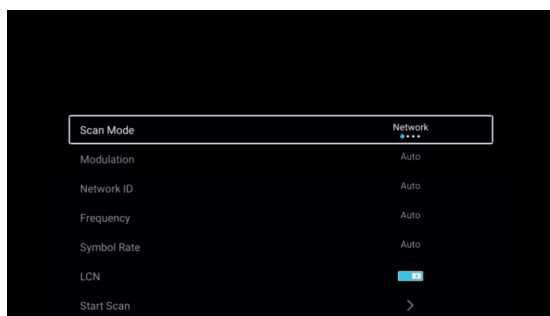 Scan Mode Network
Modulation Auto
Network ID Auto
Frequency Auto
Symbol Rate Auto
LCN
Start Scan